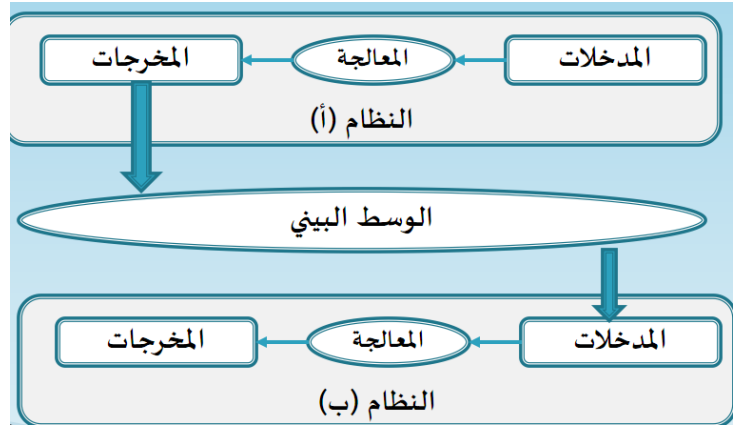 المدخلات
المعالجة
المخرجات
النظام (أ)
الوسط البيني
المدخلات
المعالجة
المخرجات
النظام (ب)